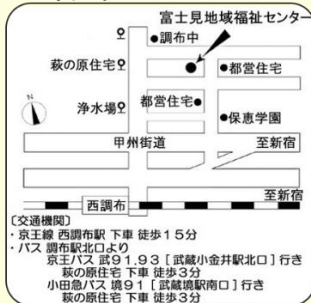 富士見地域福祉センター
調布中
萩の原住宅
都営住宅
N
浄水場
都営住宅
保恵学園
甲州街道
至新宿
至新宿
西調布
〔交通機関〕
・京王線 西調布駅 下車 徒歩15分
・バス 調布駅北口より
京王バス 武91,93 [武蔵小金井駅北口] 行き
萩の原住宅 下車 徒歩3分
小田急バス 境91 [武蔵境駅南口] 行き
萩の原住宅 下車 徒歩3分